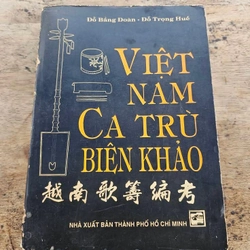 Đỗ Bằng Đoàn - Đỗ Trọng Huề
VIỆT
NAM
CA TRÙ
BIÊN KHẢO
越南歌籌編考
NHÀ XUẤT BẢN THÀNH PHỐ HỒ CHÍ MINH